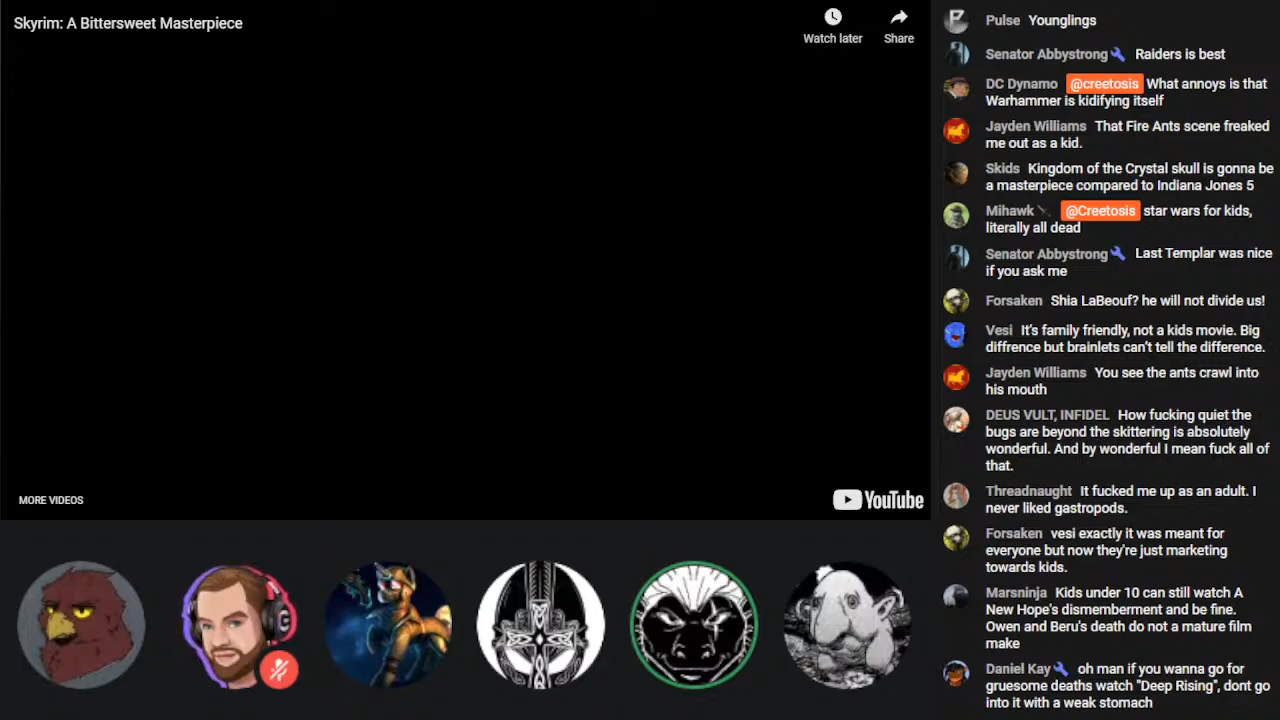 Skyrim: A Bittersweet Masterpiece
Watch later
Share
MORE VIDEOS
YouTube
Pulse Younglings
Senator Abbystrong Raiders is best
DC Dynamo @creetosis What annoys is that
Warhammer is kidifying itself
Jayden Williams That Fire Ants scene freaked
me out as a kid.
Skids Kingdom of the Crystal skull is gonna be
a masterpiece compared to Indiana Jones 5
Mihawk @Creetosis star wars for kids,
literally all dead
Senator Abbystrong Last Templar was nice
if you ask me
Forsaken Shia LaBeouf? he will not divide us!
Vesi It's family friendly, not a kids movie. Big
diffrence but brainlets can't tell the difference.
Jayden Williams You see the ants crawl into
his mouth
DEUS VULT, INFIDEL How fucking quiet the
bugs are beyond the skittering is absolutely
wonderful. And by wonderful I mean fuck all of
that.
Threadnaught It fucked me up as an adult. I
never liked gastropods.
Forsaken vesi exactly it was meant for
everyone but now they're just marketing
towards kids.
Marsninja Kids under 10 can still watch A
New Hope's dismemberment and be fine.
Owen and Beru's death do not a mature film
make
Daniel Kay oh man if you wanna go for
gruesome deaths watch "Deep Rising", dont go
into it with a weak stomach